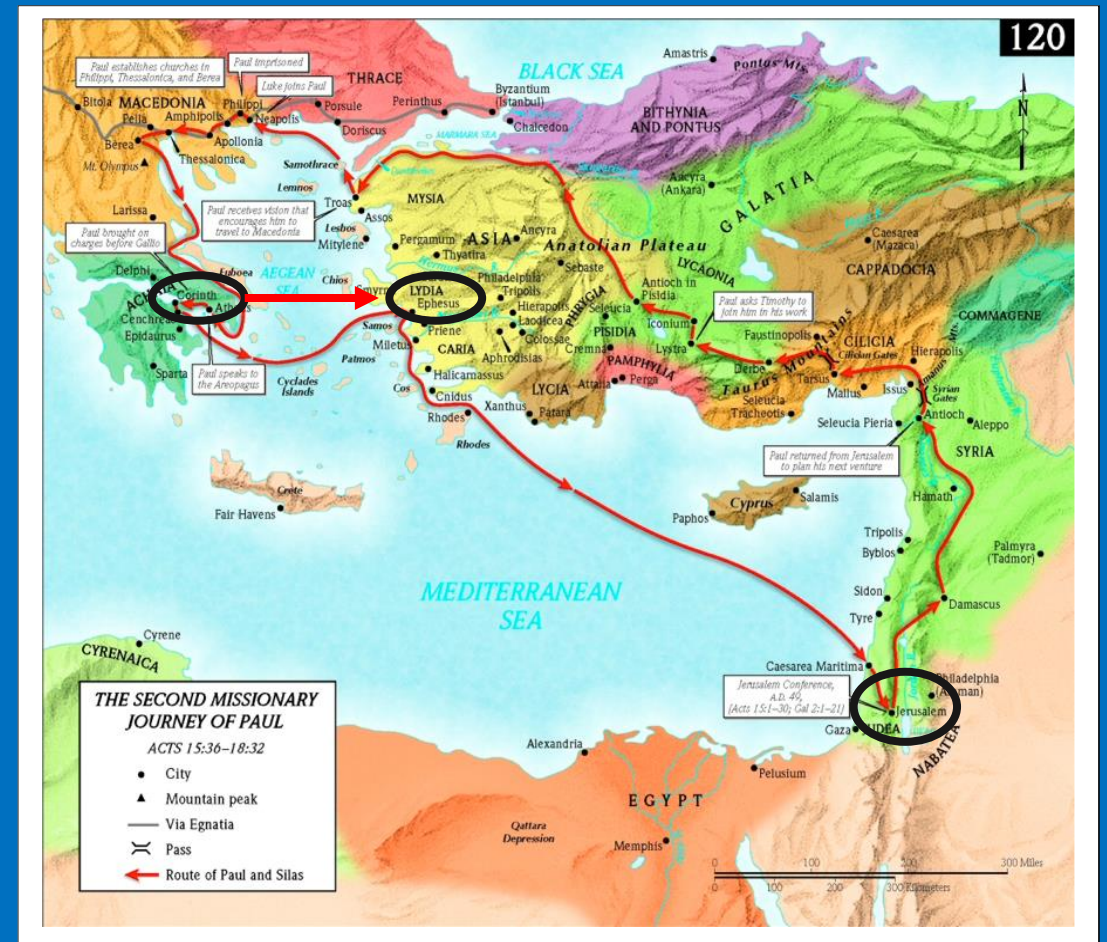 120
Amastris
Pontus Mts.
BLACK SEA
Paul establishes churches in
Philippi, Thessalonica, and Berea
Paul imprisoned
Luke joins Paul
THRACE
Byzantium
(Istanbul)
Bitola
MACEDONIA
Philippi
Porsule
Perinthus
BITHYNIA
AND PONTUS
N
Pella
Amphipolis
Neapolis
Doriscus
Chalcedon
MARMARA SEA
Berea
Apollonia
Mt. Olympus
Thessalonica
Samothrace
Ancyra
(Ankara)
GALATIA
Lemnos
MYSIA
Troas
Larissa
Paul receives vision that
encourages him to
travel to Macedonia
Assos
Lesbos
Mitylene
Pergamum
ASIA
Ancyra
Anatolian Plateau
Caesarea
(Mazaca)
Paul brought on
charges before Gallio
Thyatira
Delphi
Euboea
AEGEAN
SEA
Chios
Sebaste
LYCAONIA
CAPPADOCIA
Philadelphia
Antioch in
Pisidia
Corinth
LYDIA
Ephesus
Tripolis
Hierapolis
PHRYGIA
Seleucia
Paul asks Timothy to
join him in his work
COMMAGENE
Cenchrea
Samos
Priene
Laodicea
Iconium
Epidaurus
Miletus
Colossae
PISIDIA
Faustinopolis
CILICIA
Cilician Gates
Hierapolis
CARIA
Aphrodisias
Cremna
Lystra
Patmos
PAMPHYLIA
Derbe
Taurus Mountains
Sparta
Paul speaks to
the Areopagus
Cyclades
Islands
Halicarnassus
LYCIA
Attalia
Perga
Tarsus
Mallus
Issus
Syrian
Gates
Cos
Cnidus
Xanthus
Patara
Seleucia
Tracheotis
Rhodes
Seleucia Pieria
Antioch
Aleppo
Rhodes
Paul returned from Jerusalem
to plan his next venture
SYRIA
Crete
Fair Havens
Cyprus
Salamis
Paphos
Hamath
Tripolis
Byblos
Palmyra
(Tadmor)
MEDITERRANEAN
SEA
Sidon
Damascus
Tyre
Cyrene
CYRENAICA
Caesarea Maritima
Jerusalem Conference,
A.D. 49,
(Acts 15:1–30; Gal 2:1–21)
Jerusalem
Gaza
NABATEA
THE SECOND MISSIONARY
JOURNEY OF PAUL
ACTS 15:36–18:32
City
Mountain peak
Via Egnatia
Pass
Route of Paul and Silas
Alexandria
Pelusium
EGYPT
Qattara
Depression
Memphis
0 100 200 300 Miles
0 100 200 300 Kilometers